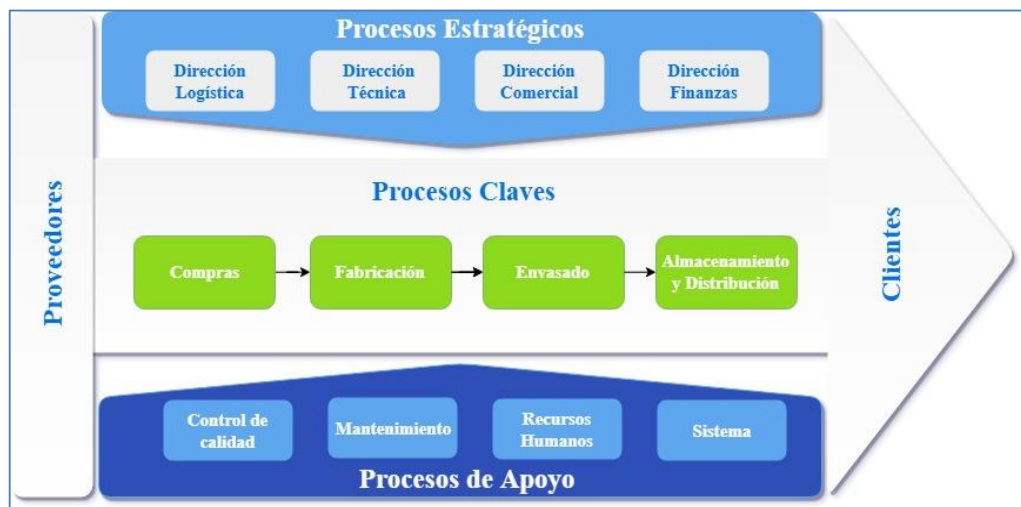 Procesos Estratégicos
Dirección
Logística
Dirección
Técnica
Dirección
Comercial
Dirección
Finanzas
Proveedores
Procesos Claves
Compras
Fabricación
Envasado
Almacenamiento
y Distribución
Clientes
Control de
calidad
Mantenimiento
Recursos
Humanos
Sistema
Procesos de Apoyo